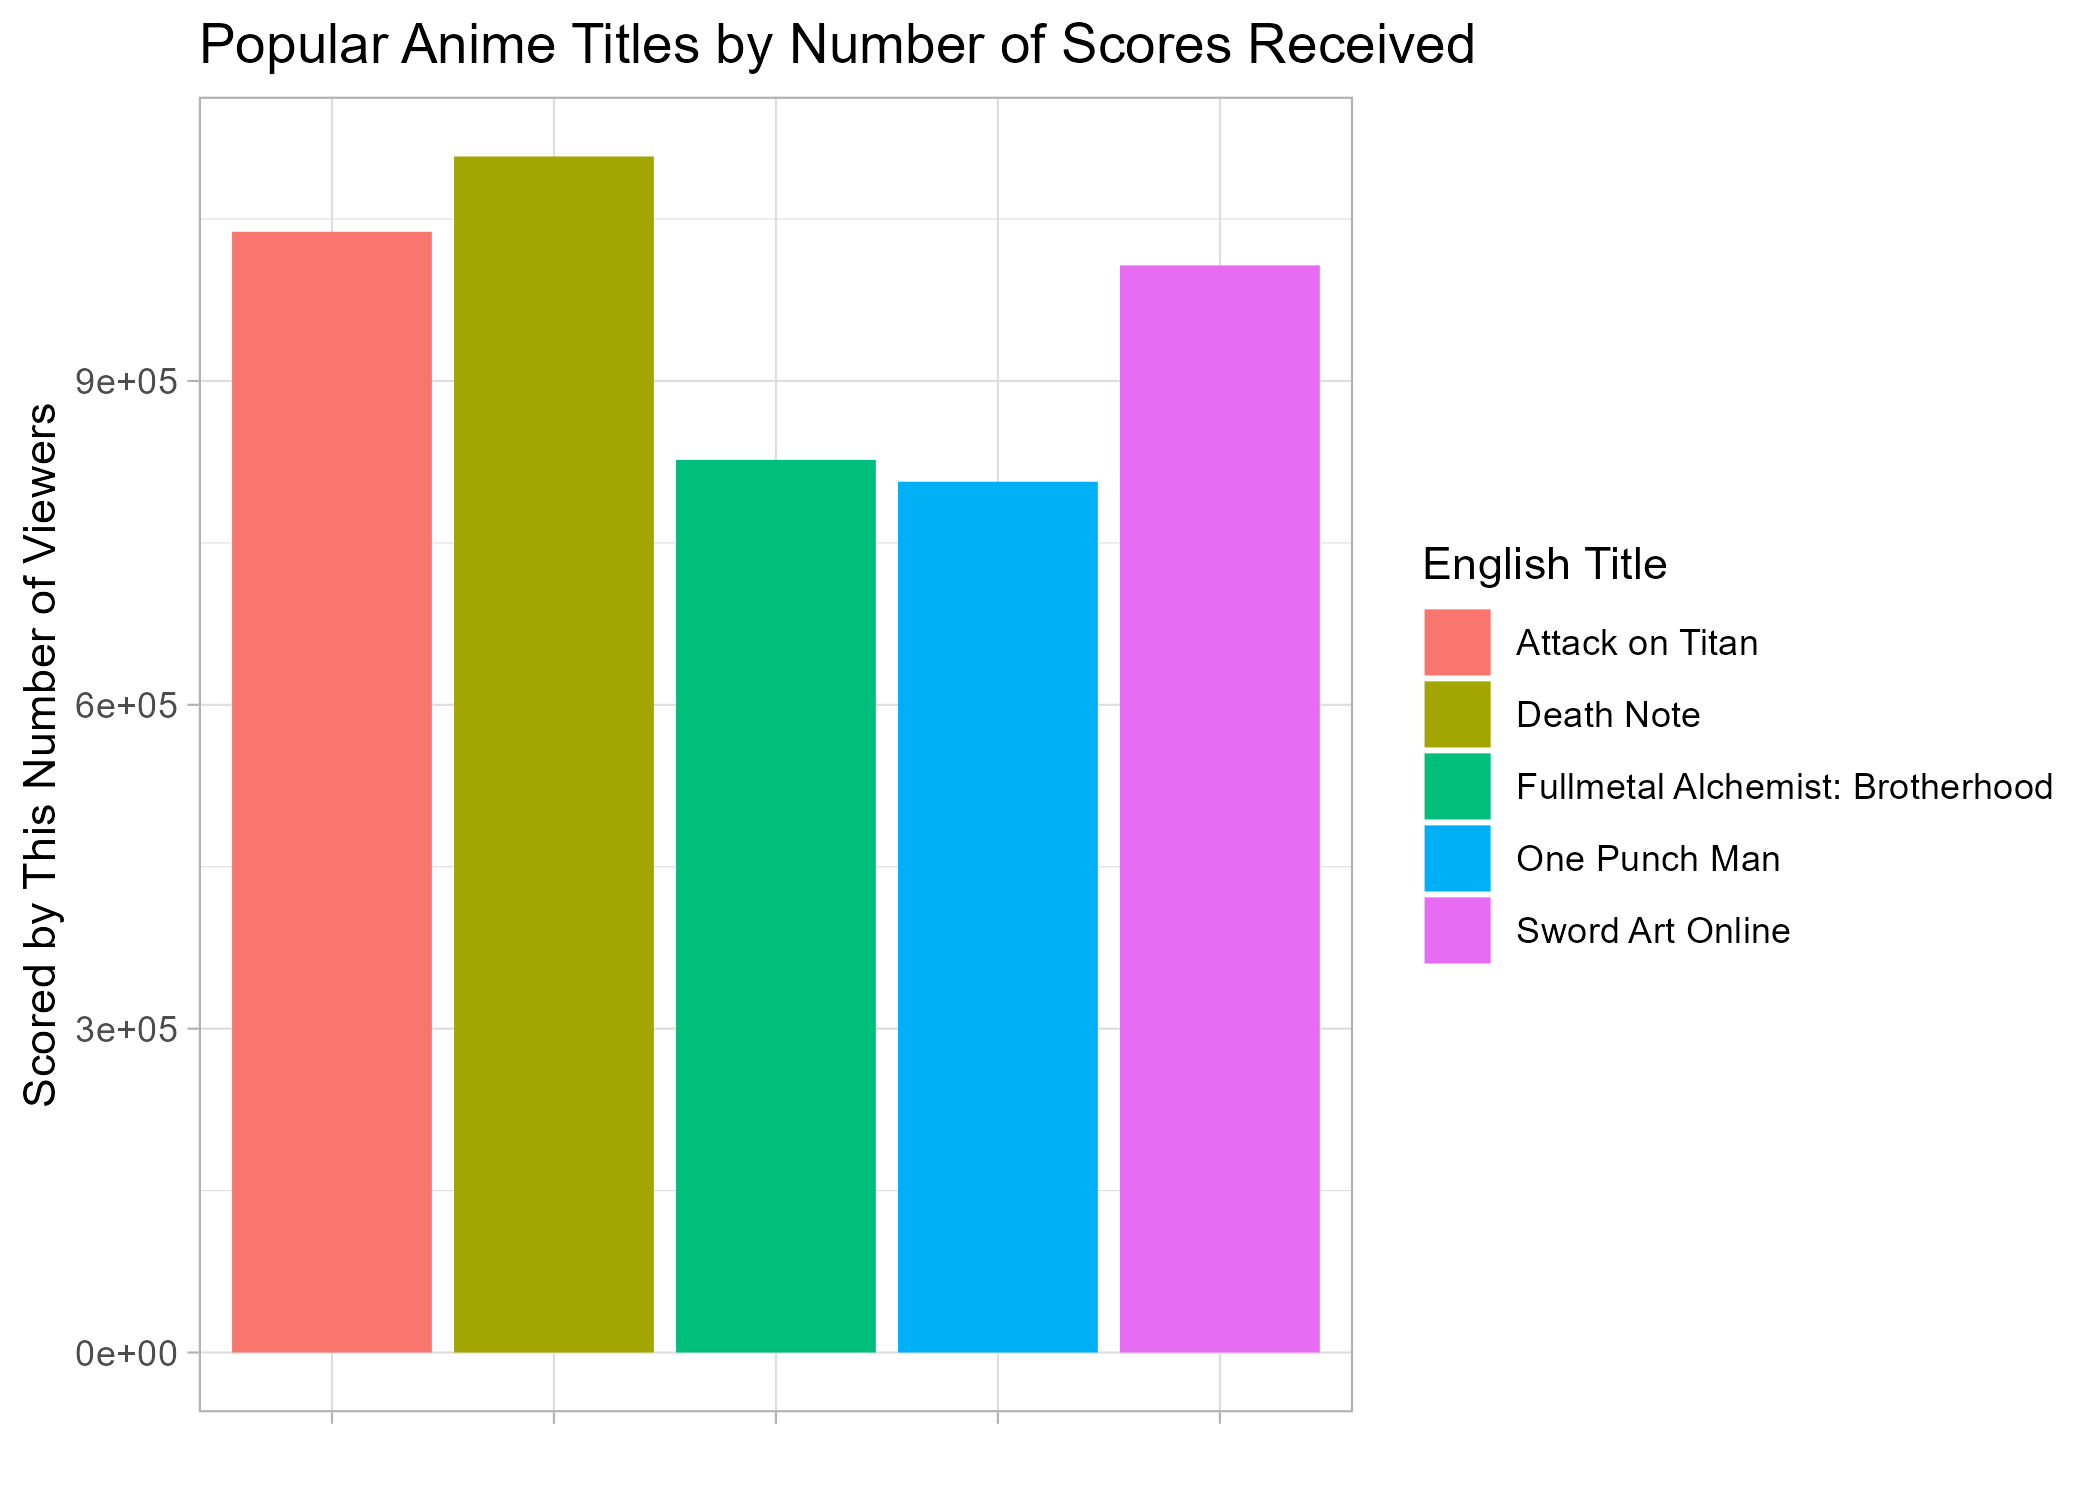 Popular Anime Titles by Number of Scores Received
Scored by This Number of Viewers
9e+05
6e+05
3e+05
0e+00
English Title
Attack on Titan
Death Note
Fullmetal Alchemist: Brotherhood
One Punch Man
Sword Art Online